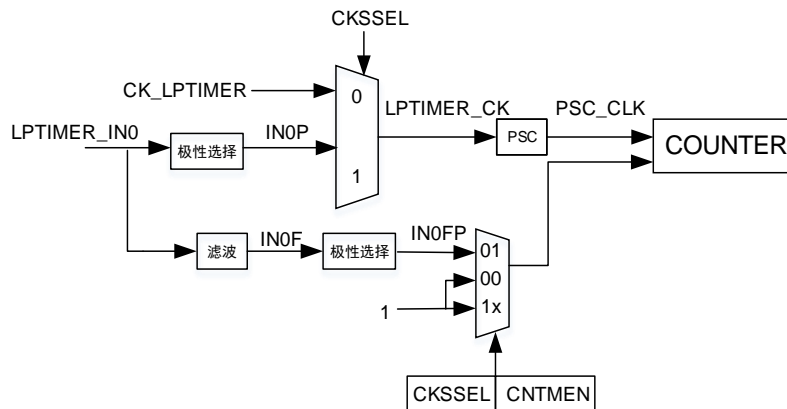 CKSSEL
CK_LPTIMER
0
LPTIMER_CK
PSC_CLK
LPTIMER_IN0
IN0P
极性选择
PSC
COUNTER
1
滤波
IN0F
极性选择
IN0FP
01
00
1
1x
CKSSEL
CNTMEN